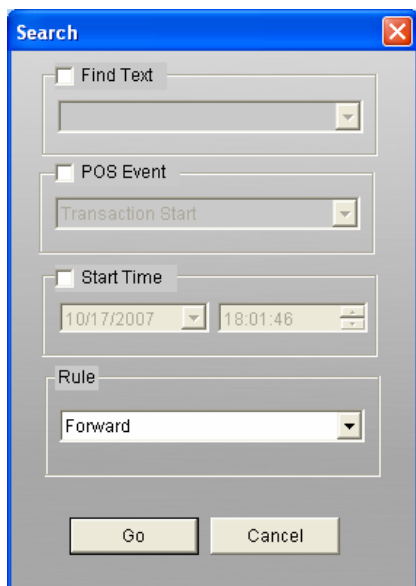 Search
Find Text
POS Event
Transaction Start
Start Time
10/17/2007 18:01:46
Rule
Forward
Go Cancel